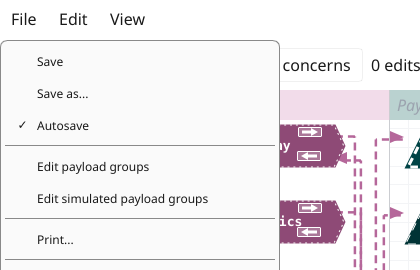 File Edit View
Save
concerns 0 edits
Save as...
Pay
✓ Autosave
ny
Edit payload groups
Edit simulated payload groups
ics
Print...